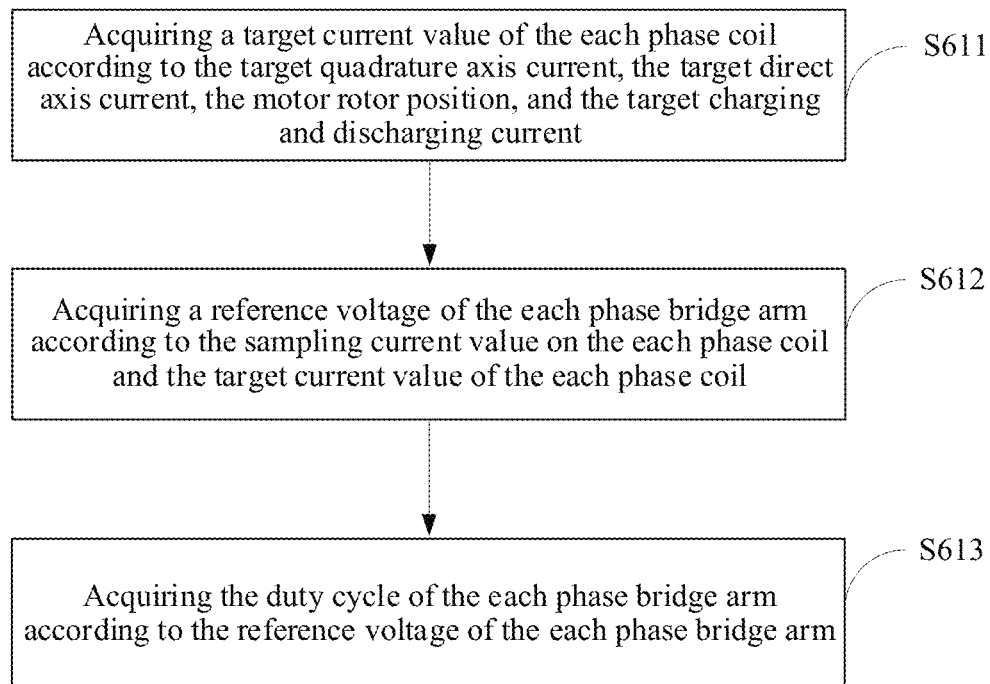 Acquiring a target current value of the each phase coil
according to the target quadrature axis current, the target direct
axis current, the motor rotor position, and the target charging
and discharging current
S611
Acquiring a reference voltage of the each phase bridge arm
according to the sampling current value on the each phase coil
and the target current value of the each phase coil
S612
Acquiring the duty cycle of the each phase bridge arm
according to the reference voltage of the each phase bridge arm
S613